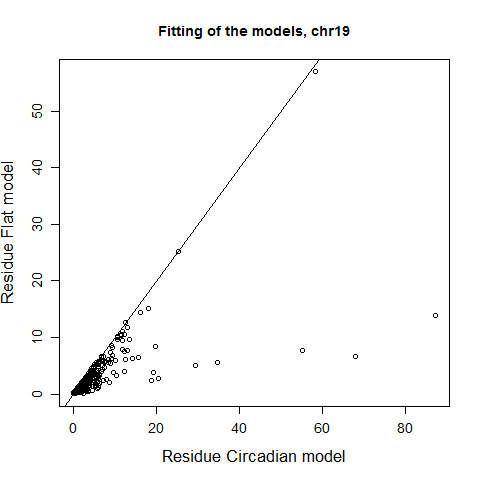 Fitting of the models, chr19
Residue Flat model
50
40
30
20
10
0
0 20 40 60 80
Residue Circadian model